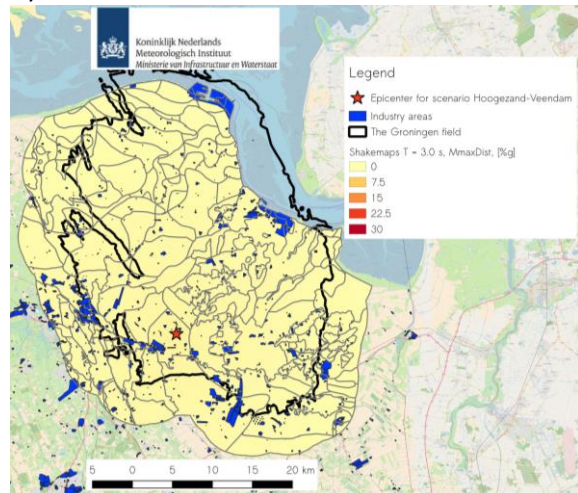 Koninklijk Nederlands
Meteorologisch Instituut
Ministerie van Infrastructuur en Waterstaat
Legend
Epicenter for scenario Hoogezand-Veendam
Industry areas
The Groningen field
Shakemaps T = 3.0 s, MmaxDist, [%g]
0
7.5
15
22.5
30
5 0 5 10 15 20 km